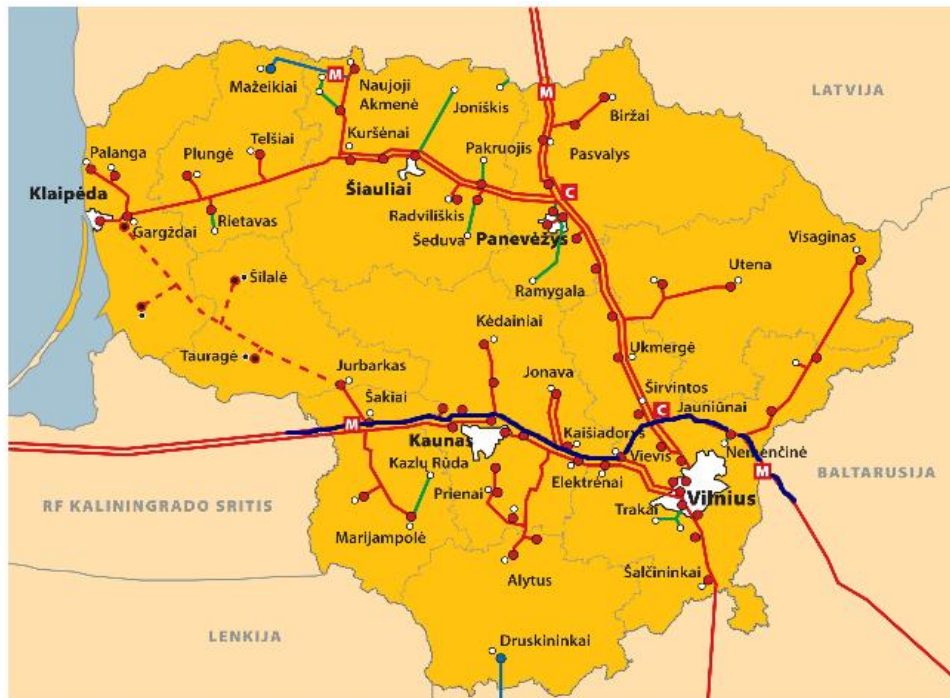 LATVIJA
M
Mažeikiai
M
Naujoji
Akmenė
Joniškis
Biržai
Palanga
Plungė
Telšiai
Kuršėnai
Pakruojis
Pasvalys
Klaipėda
Šiauliai
C
Gargždai
Rietavas
Radviliškis
Šeduva
Panevėžys
Visaginas
Šilalė
Ramygala
Utena
Kėdainiai
Tauragė
Jurbarkas
Jonava
Ukmergė
Šakiai
Širvintos
M
C
Jauniūnai
Kaunas
Kaišiadorys
Kazlų Rūda
Vievis
Nemenčinė
M
BALTARUSIJA
Prienai
Elektrėnai
Vilnius
RF KALININGRADO SRITIS
Trakai
Marijampolė
Alytus
Šalčininkai
LENKIJA
Druskininkai